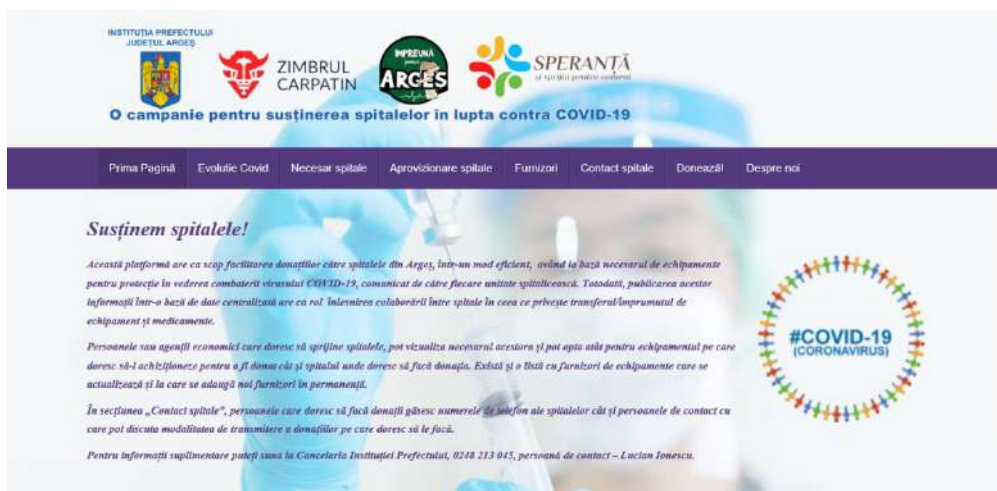 INSTITUȚIA PREFECTULUI
JUDEȚUL ARGEȘ
ZIMBRUL
CARPATIN
ÎMPREUNĂ
pentru
ARGEȘ
SPERANȚĂ
și sprijin pentru oameni
O campanie pentru susținerea spitalelor în lupta contra COVID-19
Prima Pagină Evolutie Covid Necesar spitale Aprovizionare spitale Furnizori Contact spitale Donează! Despre noi
Susținem spitalele!
Această platformă are ca scop facilitarea donațiilor către spitalele din Argeș, într-un mod eficient, având la bază necesarul de echipamente
pentru protecție în vederea combaterii virusului COVID-19, comunicat de către fiecare unitate spitalicească. Totodată, publicarea acestor
informații într-o bază de date centralizată are ca rol înlesnirea colaborării între spitale în ceea ce privește transferul/împrumutul de
echipament și medicamente.
Persoanele sau agenții economici care doresc să sprijine spitalele, pot vizualiza necesarul acestora și pot opta atât pentru echipamentul pe care
doresc să-l achiziționeze pentru a fi donat cât și spitalul unde doresc să facă donația. Există și o listă cu furnizori de echipamente care se
actualizează și la care se adaugă noi furnizori în permanență.
În secțiunea „Contact spitale”, persoanele care doresc să facă donații găsesc numerele de telefon ale spitalelor cât și persoanele de contact cu
care pot discuta modalitatea de transmitere a donațiilor pe care doresc să le facă.
Pentru informații suplimentare puteți suna la Cancelaria Instituției Prefectului, 0248 213 045, persoană de contact – Lucian Ionescu.
#COVID-19
(CORONAVIRUS)